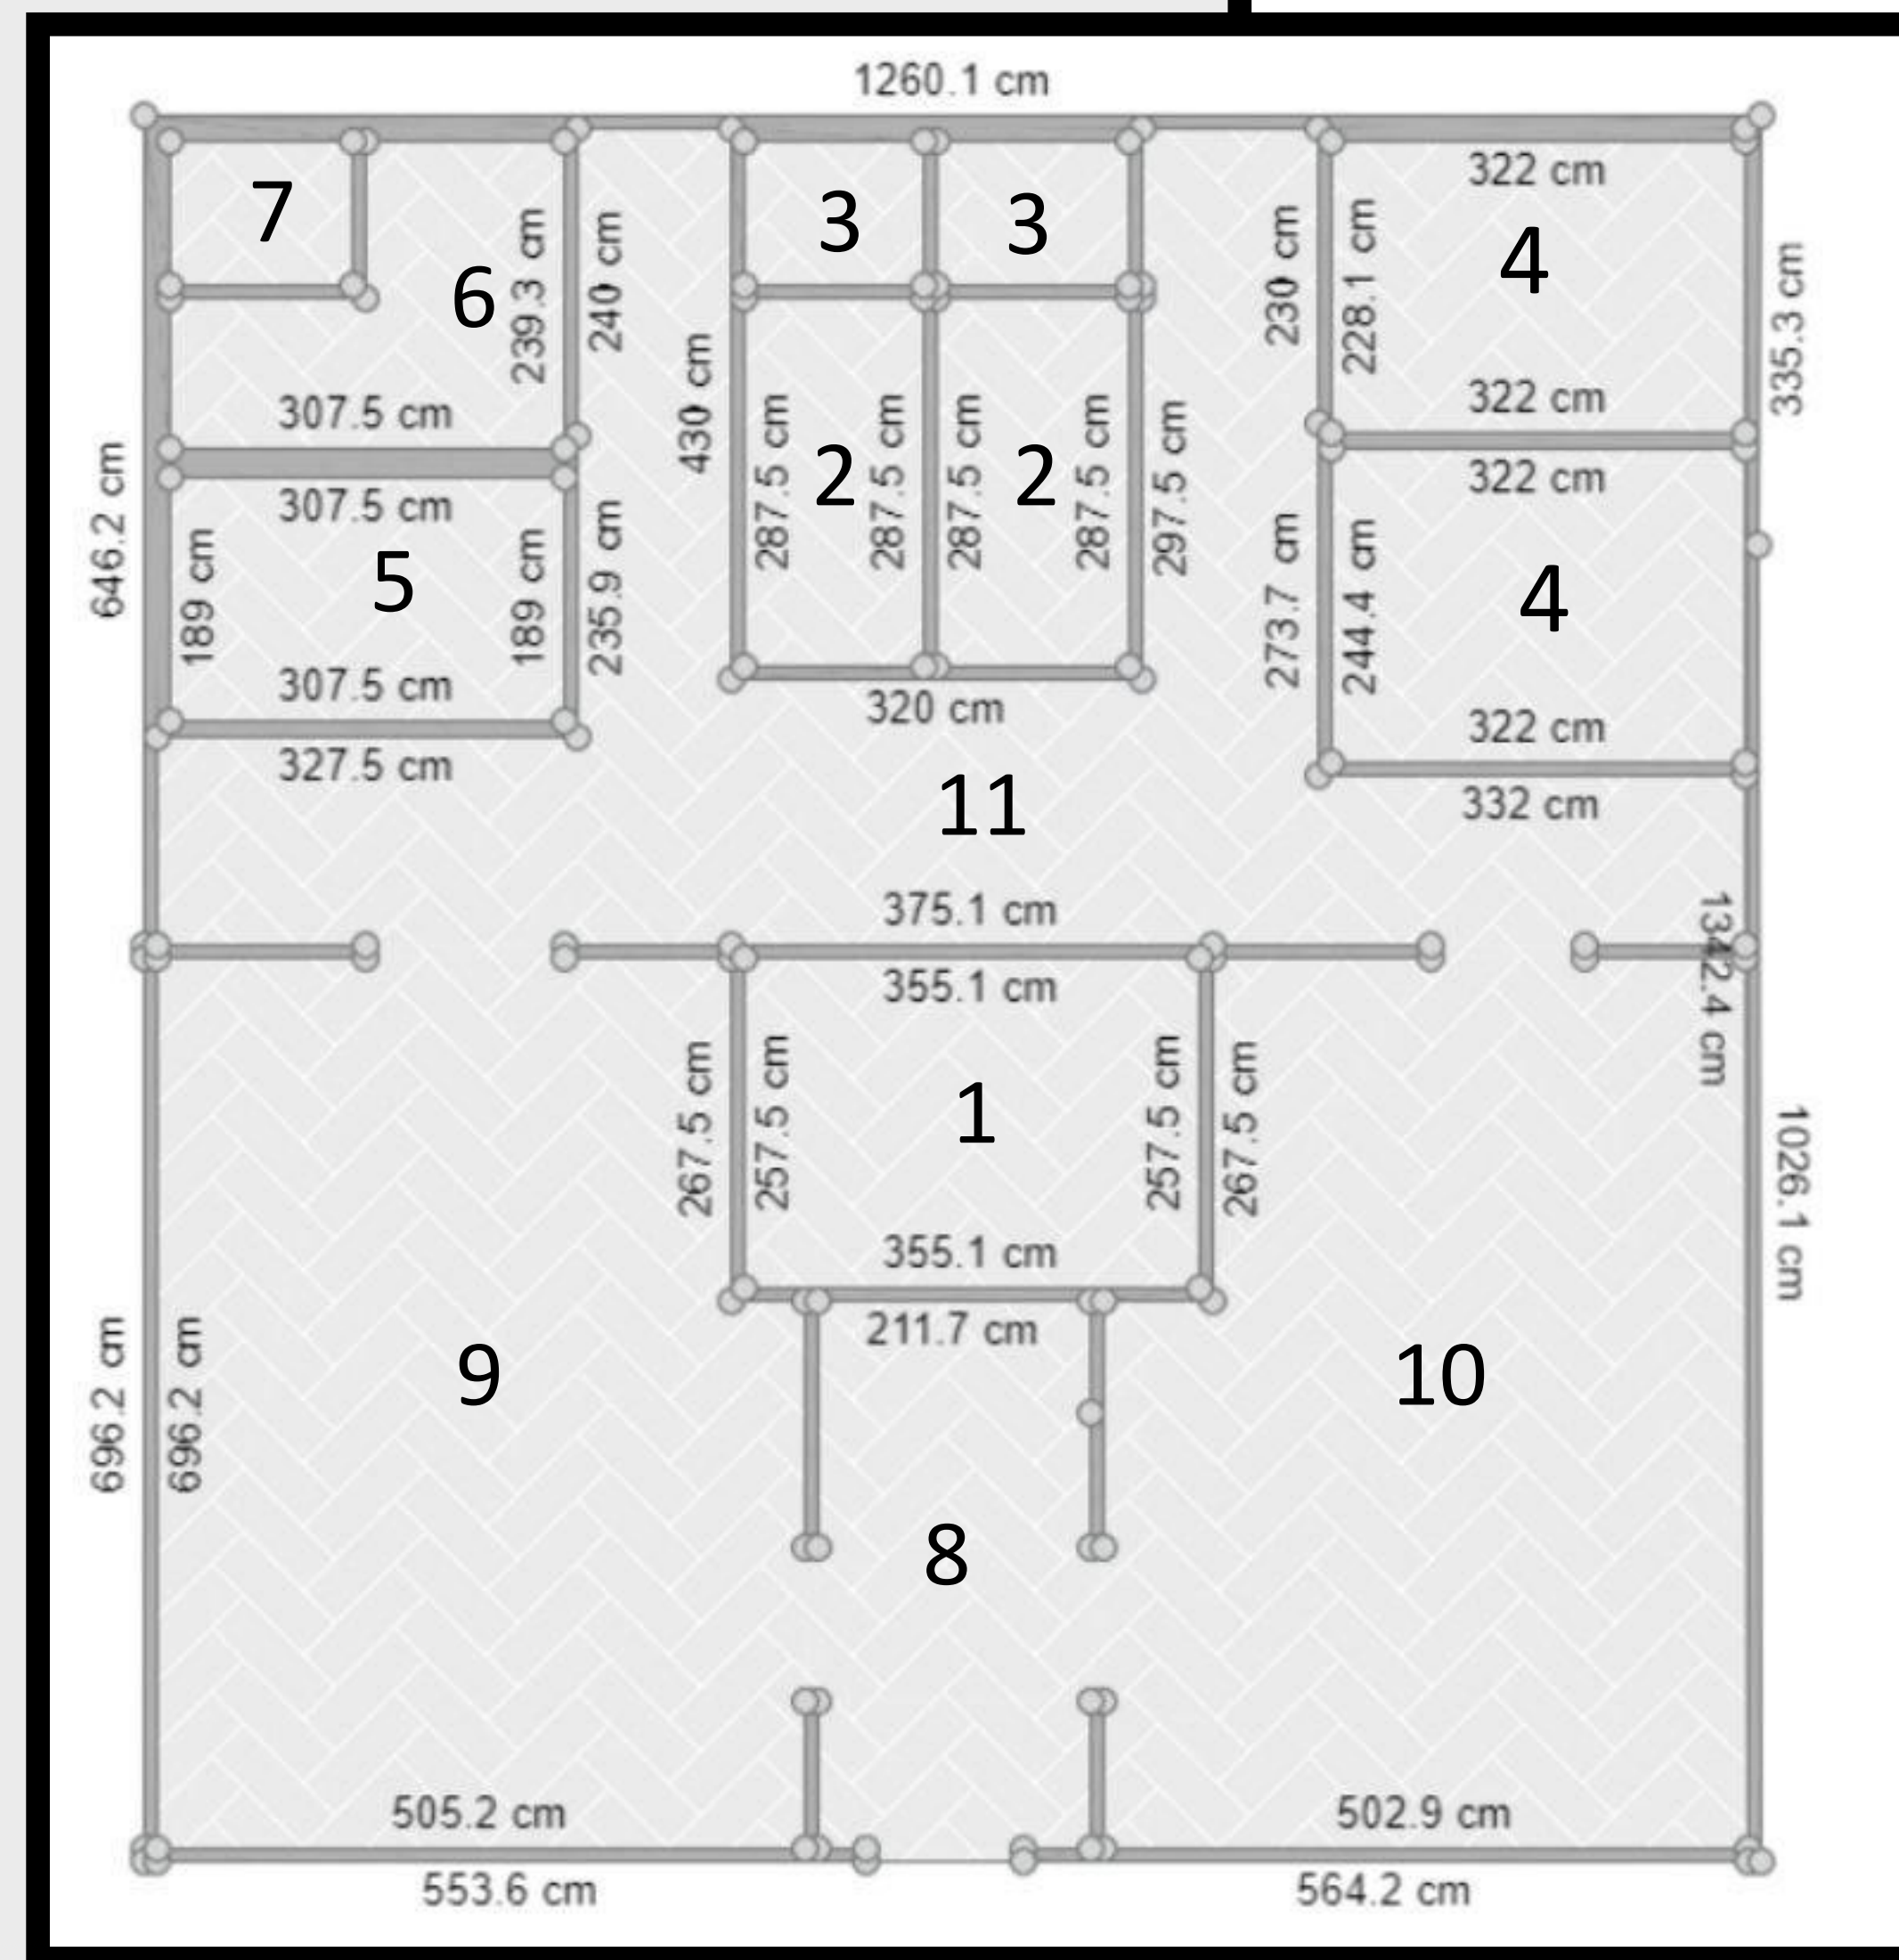 1260.1 cm
322 cm
7
3
3
4
6
239.3 cm
240 cm
230 cm
228.1 cm
335.3 cm
430 cm
307.5 cm
322 cm
287.5 cm
2
287.5 cm
287.5 cm
2
287.5 cm
297.5 cm
322 cm
646.2 cm
307.5 cm
189 cm
5
189 cm
235.9 cm
273.7 cm
244.4 cm
4
307.5 cm
320 cm
322 cm
327.5 cm
11
332 cm
375.1 cm
1342.4 cm
355.1 cm
267.5 cm
257.5 cm
1
257.5 cm
267.5 cm
1026.1 cm
355.1 cm
211.7 cm
696.2 cm
696.2 cm
9
10
8
505.2 cm
502.9 cm
553.6 cm
564.2 cm